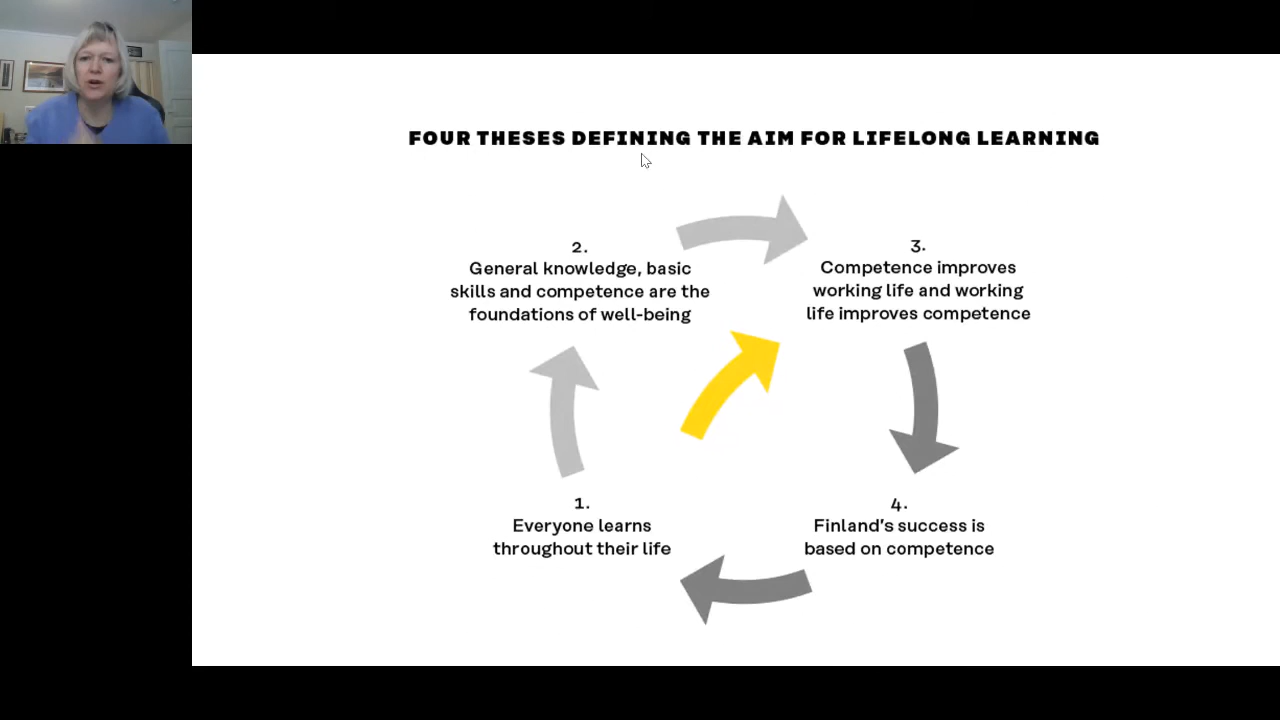 FOUR THESES DEFINING THE AIM FOR LIFELONG LEARNING
2.
General knowledge, basic
skills and competence are the
foundations of well-being
3.
Competence improves
working life and working
life improves competence
1.
Everyone learns
throughout their life
4.
Finland's success is
based on competence